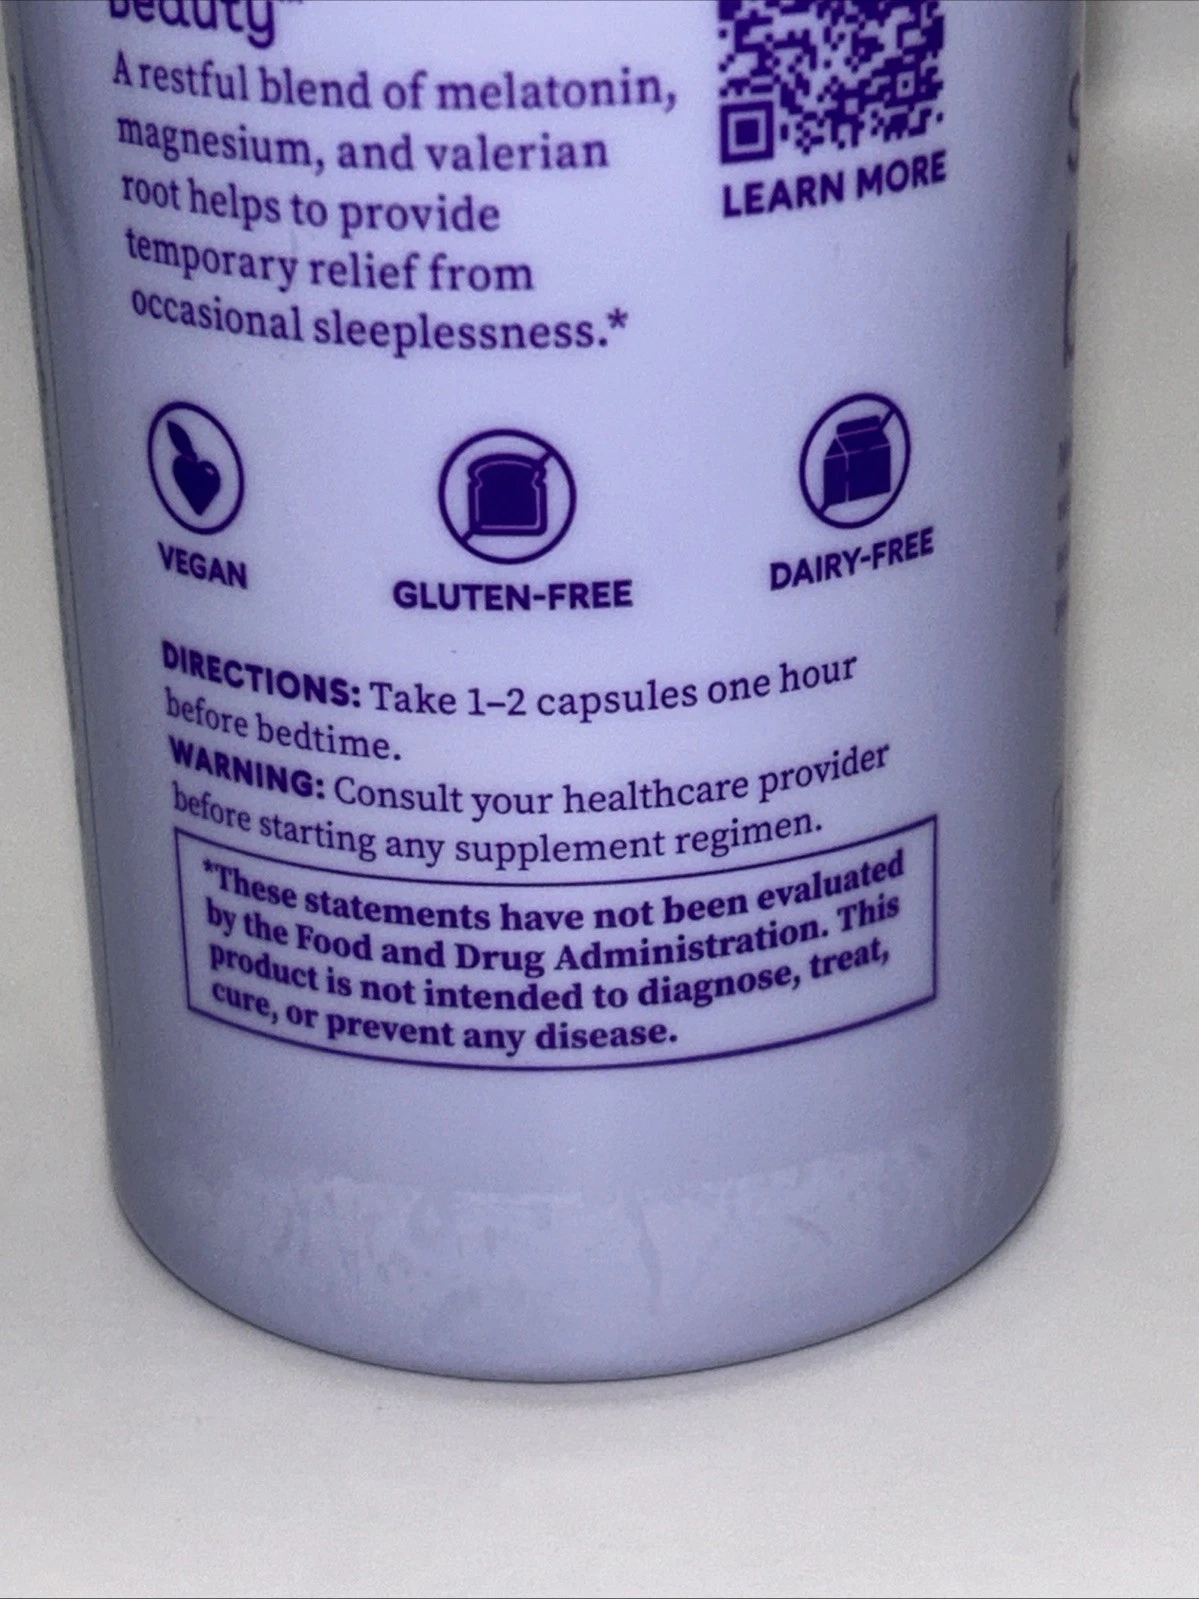 beauty
A restful blend of melatonin,
magnesium, and valerian
root helps to provide
temporary relief from
occasional sleeplessness.*
LEARN MORE
VEGAN
GLUTEN-FREE
DAIRY-FREE
DIRECTIONS: Take 1–2 capsules one hour
before bedtime.
WARNING: Consult your healthcare provider
before starting any supplement regimen.
*These statements have not been evaluated
by the Food and Drug Administration. This
product is not intended to diagnose, treat,
cure, or prevent any disease.